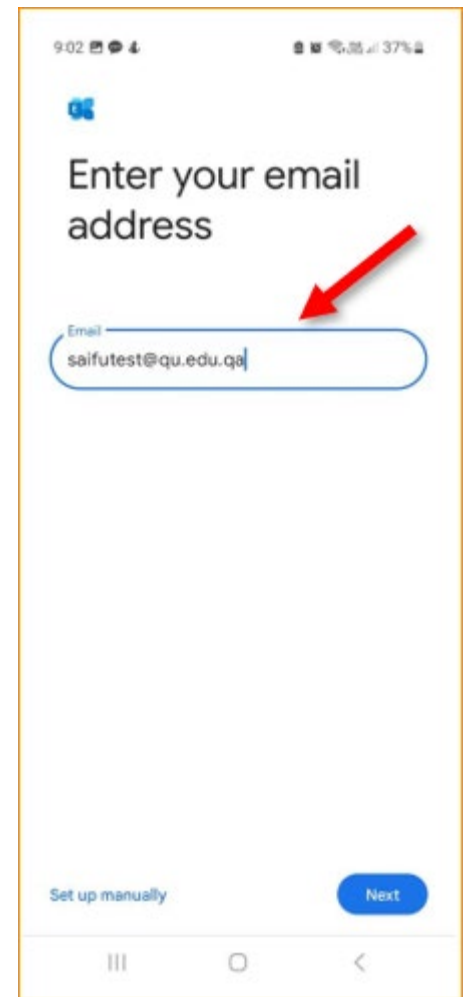 9:02 37%
Enter your email
address
Email
saifutest@qu.edu.qa
Set up manually Next